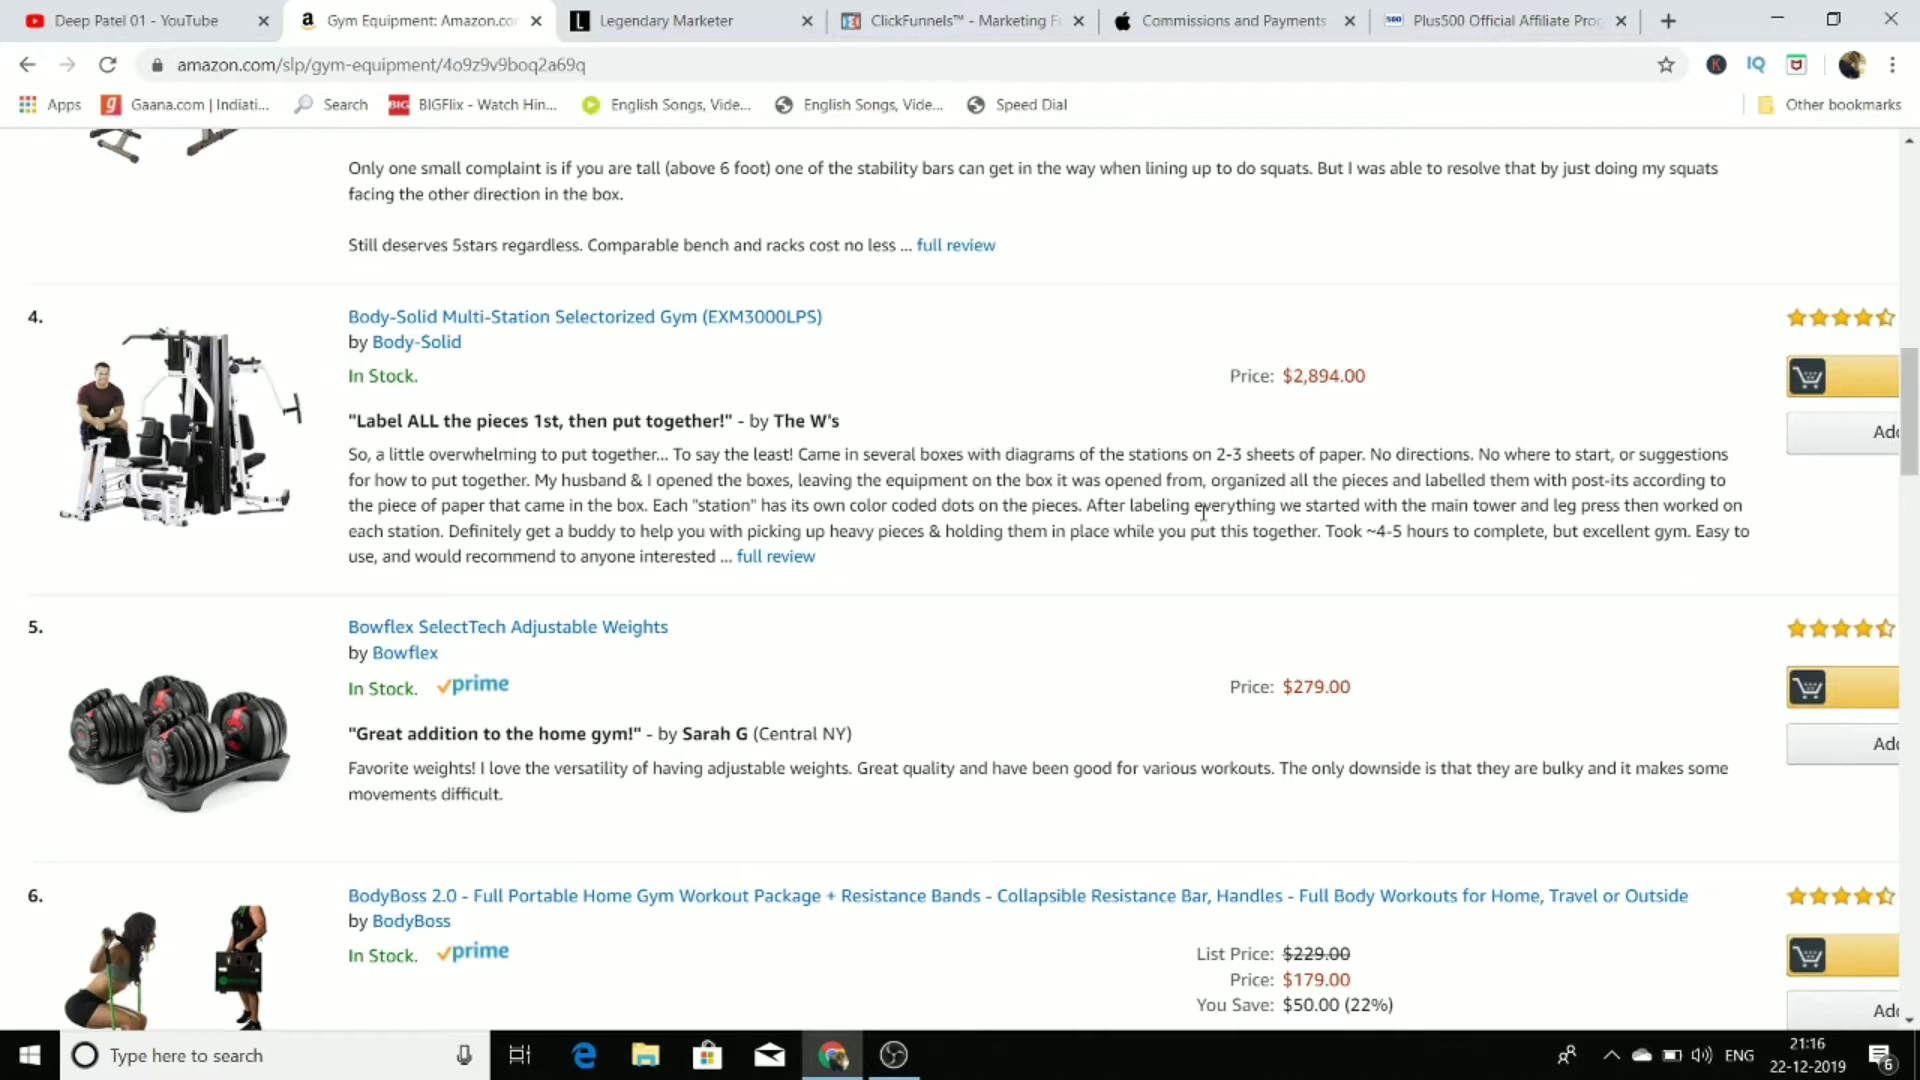 Deep Patel 01 - YouTube
Gym Equipment: Amazon.co
Legendary Marketer
ClickFunnels™ - Marketing F
Commissions and Payments
Plus500 Official Affiliate Prog
amazon.com/slp/gym-equipment/4o9z9v9boq2a69q
Apps
Gaana.com | Indiati...
Search
BIGFlix - Watch Hin...
English Songs, Vide...
English Songs, Vide...
Speed Dial
Other bookmarks
Only one small complaint is if you are tall (above 6 foot) one of the stability bars can get in the way when lining up to do squats. But I was able to resolve that by just doing my squats
facing the other direction in the box.
Still deserves 5stars regardless. Comparable bench and racks cost no less ... full review
4.
Body-Solid Multi-Station Selectorized Gym (EXM3000LPS)
by Body-Solid
In Stock.
Price: $2,894.00
Add
"Label ALL the pieces 1st, then put together!" - by The W's
So, a little overwhelming to put together... To say the least! Came in several boxes with diagrams of the stations on 2-3 sheets of paper. No directions. No where to start, or suggestions
for how to put together. My husband & I opened the boxes, leaving the equipment on the box it was opened from, organized all the pieces and labelled them with post-its according to
the piece of paper that came in the box. Each "station" has its own color coded dots on the pieces. After labeling everything we started with the main tower and leg press then worked on
each station. Definitely get a buddy to help you with picking up heavy pieces & holding them in place while you put this together. Took ~4-5 hours to complete, but excellent gym. Easy to
use, and would recommend to anyone interested ... full review
5.
Bowflex SelectTech Adjustable Weights
by Bowflex
In Stock. prime
Price: $279.00
Add
"Great addition to the home gym!" - by Sarah G (Central NY)
Favorite weights! I love the versatility of having adjustable weights. Great quality and have been good for various workouts. The only downside is that they are bulky and it makes some
movements difficult.
6.
BodyBoss 2.0 - Full Portable Home Gym Workout Package + Resistance Bands - Collapsible Resistance Bar, Handles - Full Body Workouts for Home, Travel or Outside
by BodyBoss
In Stock. prime
List Price: $229.00
Price: $179.00
You Save: $50.00 (22%)
Add
Type here to search
ENG
21:16
22-12-2019
6